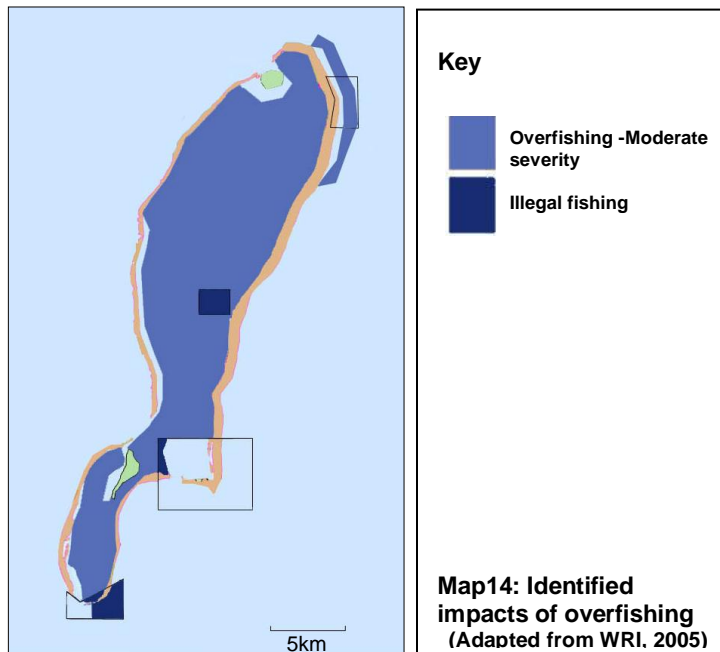 Key
Overfishing -Moderate
severity
Illegal fishing
5km
Map14: Identified
impacts of overfishing
(Adapted from WRI, 2005)